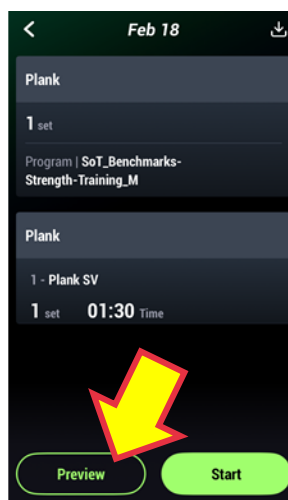 Feb 18
Plank
1 set
Program | SoT_Benchmarks-
Strength-Training_M
Plank
1 - Plank SV
1 set 01:30 Time
Preview Start